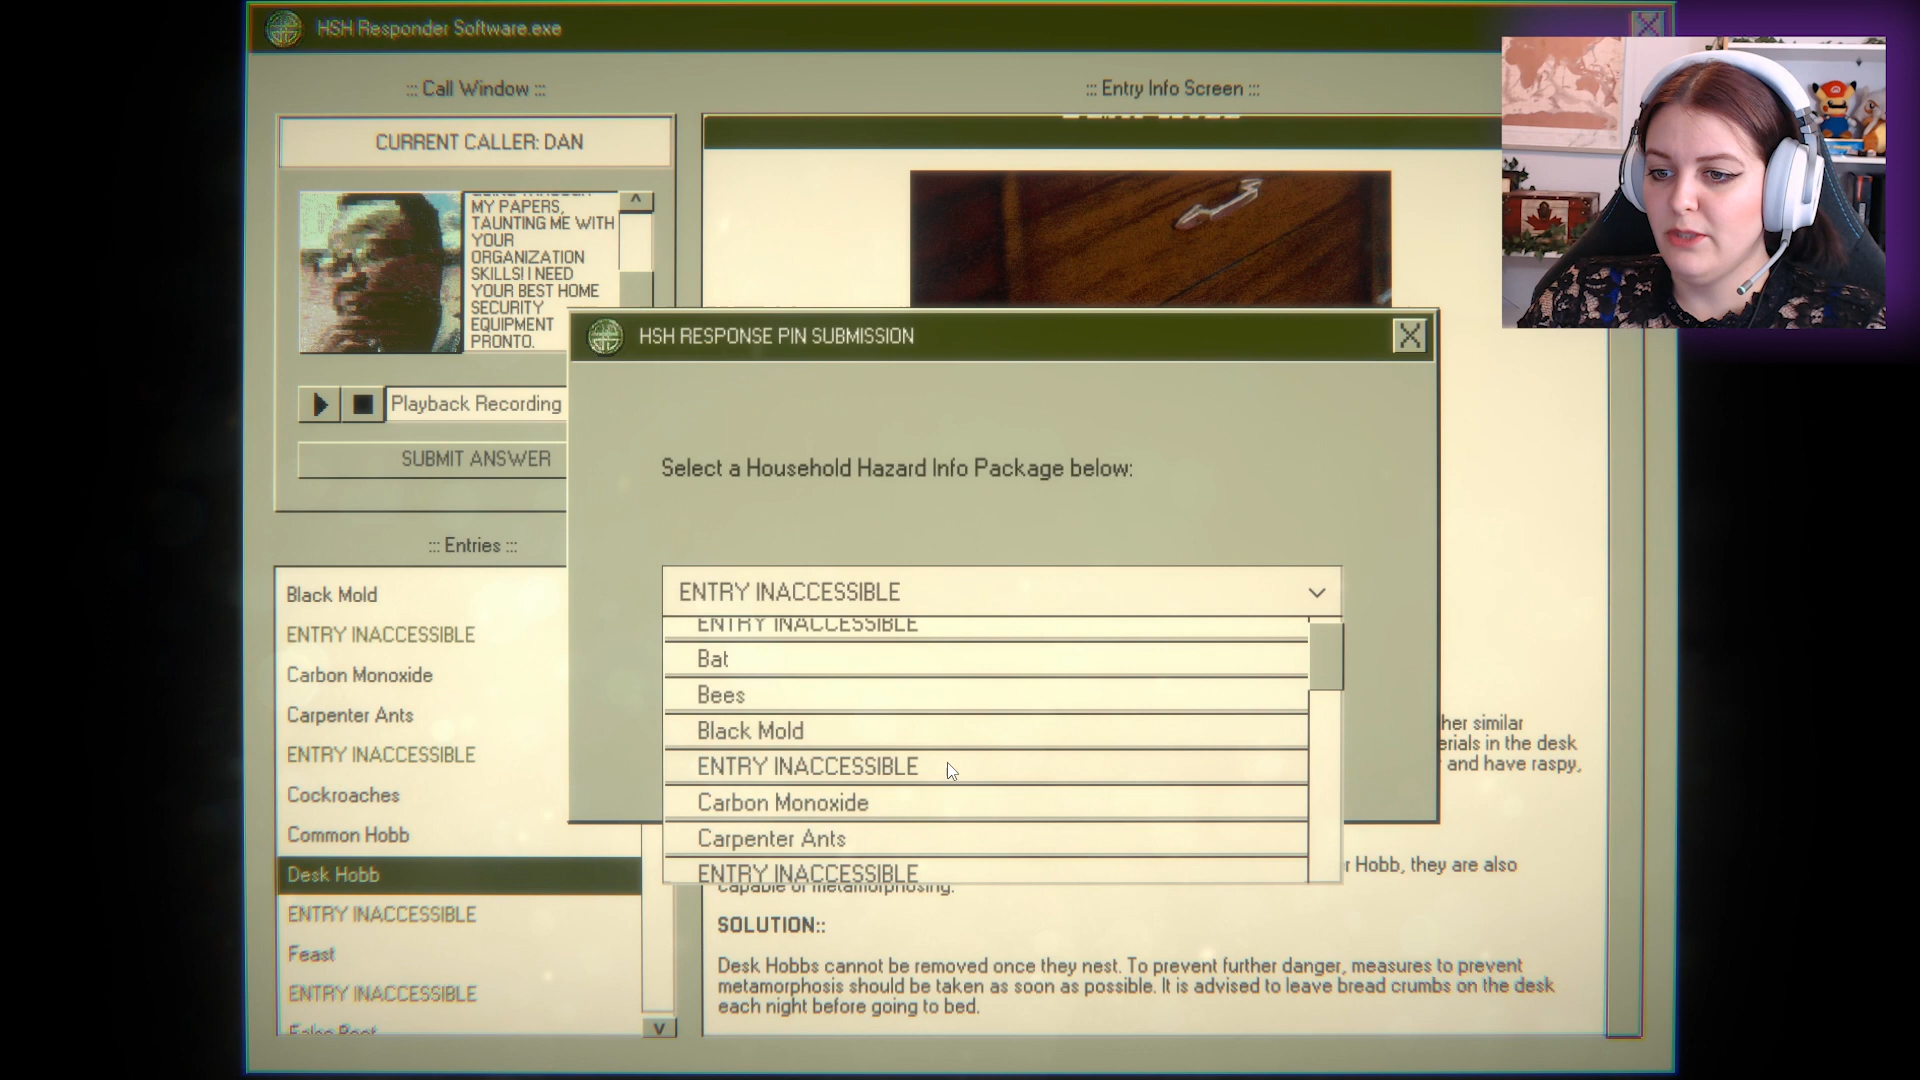 HSH Responder Software.exe
::: Call Window :::
::: Entry Info Screen :::
CURRENT CALLER: DAN
MY PAPERS,
TAUNTING ME WITH
YOUR
ORGANIZATION
SKILLS! I NEED
YOUR BEST HOME
SECURITY
EQUIPMENT
PRONTO.
Playback Recording
SUBMIT ANSWER
HSH RESPONSE PIN SUBMISSION
Select a Household Hazard Info Package below:
ENTRY INACCESSIBLE
ENTRY INACCESSIBLE
Bat
Bees
Black Mold
ENTRY INACCESSIBLE
Carbon Monoxide
Carpenter Ants
ENTRY INACCESSIBLE
::: Entries :::
Black Mold
ENTRY INACCESSIBLE
Carbon Monoxide
Carpenter Ants
ENTRY INACCESSIBLE
Cockroaches
Common Hobb
Desk Hobb
ENTRY INACCESSIBLE
Feast
ENTRY INACCESSIBLE
her similar
erials in the desk
and have raspy,
r Hobb, they are also
capable of metamorphosing.
SOLUTION::
Desk Hobbs cannot be removed once they nest. To prevent further danger, measures to prevent
metamorphosis should be taken as soon as possible. It is advised to leave bread crumbs on the desk
each night before going to bed.